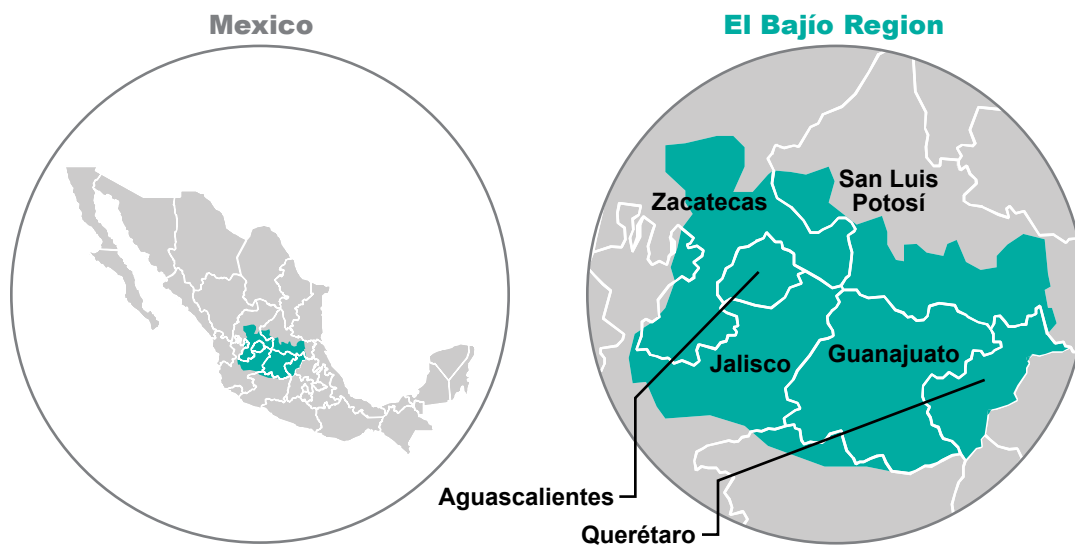 Mexico
El Bajío Region
Zacatecas
San Luis
Potosí
Jalisco
Guanajuato
Aguascalientes
Querétaro